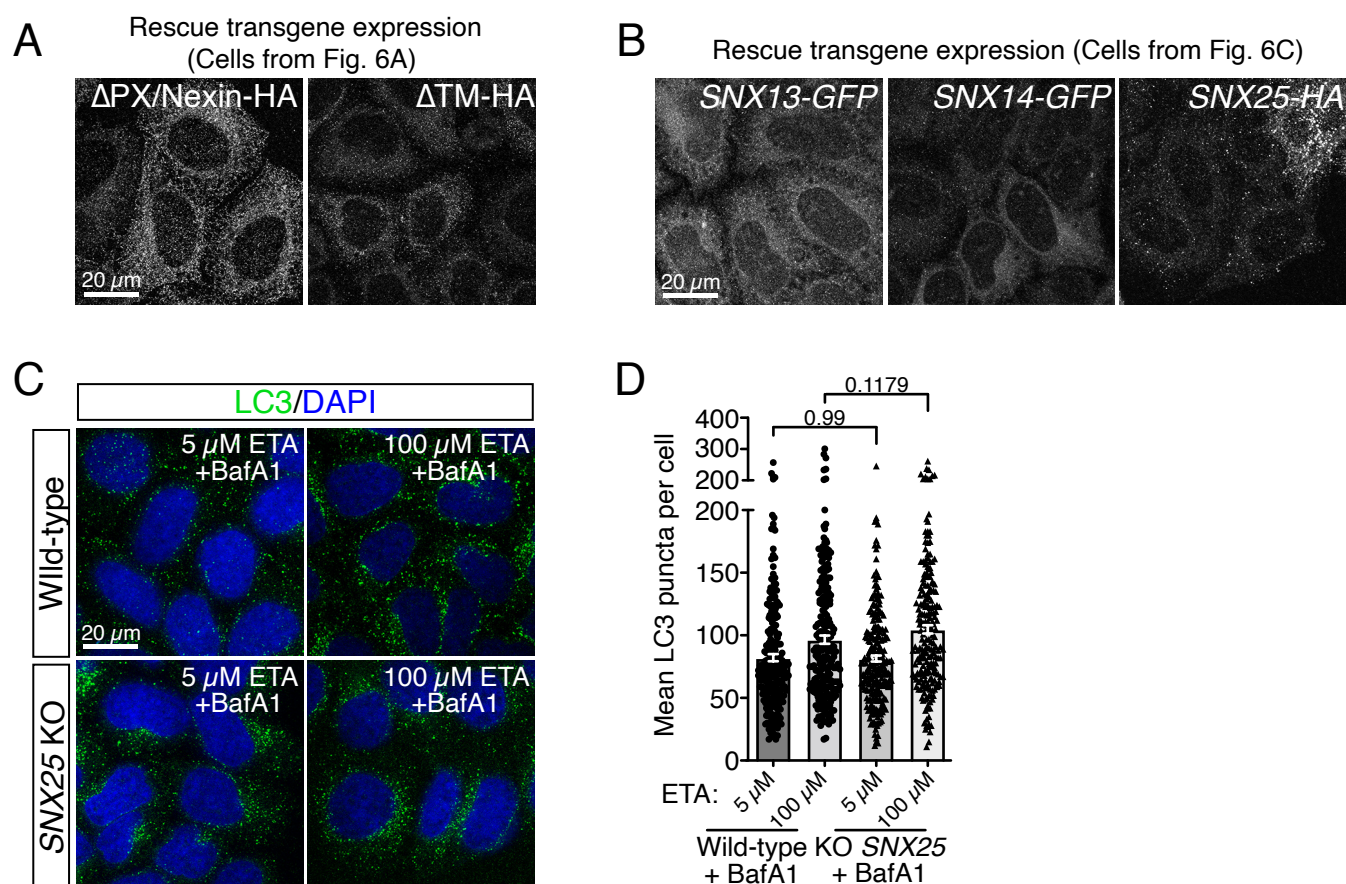 A
Rescue transgene expression
(Cells from Fig. 6A)
ΔPX/Nexin-HA
ΔTM-HA
20 µm
B
Rescue transgene expression (Cells from Fig. 6C)
SNX13-GFP
SNX14-GFP
SNX25-HA
20 µm
C
LC3/DAPI
Wild-type
5 µM ETA
+BafA1
100 µM ETA
+BafA1
20 µm
SNX25 KO
5 µM ETA
+BafA1
100 µM ETA
+BafA1
D
Mean LC3 puncta per cell
0.1179
0.99
400
300
200
200
150
100
50
0
ETA:
5 µM
100 µM
5 µM
100 µM
Wild-type KO SNX25
+ BafA1 + BafA1